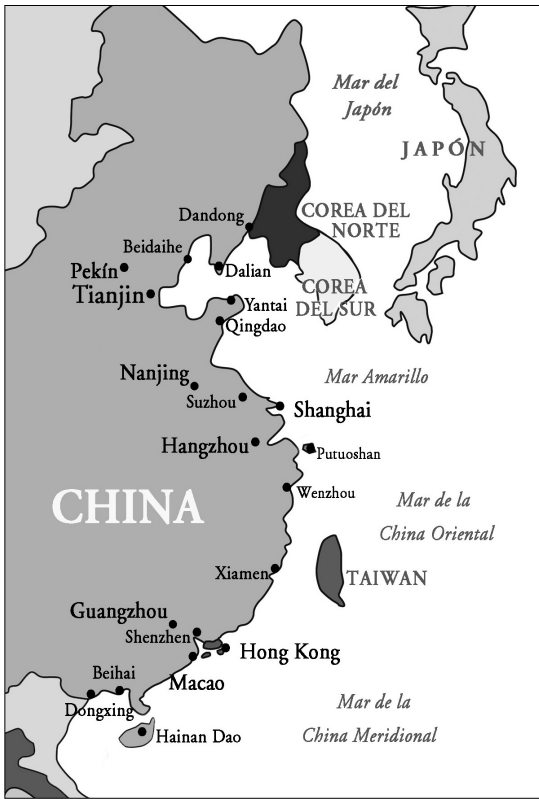 Mar del
Japón
JAPÓN
Dandong
COREA DEL
NORTE
Beidaihe
Pekín
Dalian
Tianjin
COREA
DEL SUR
Yantai
Qingdao
Nanjing
Mar Amarillo
Suzhou
Shanghai
Hangzhou
Putuoshan
CHINA
Wenzhou
Mar de la
China Oriental
Xiamen
TAIWAN
Guangzhou
Shenzhen
Hong Kong
Beihai
Macao
Dongxing
Mar de la
China Meridional
Hainan Dao